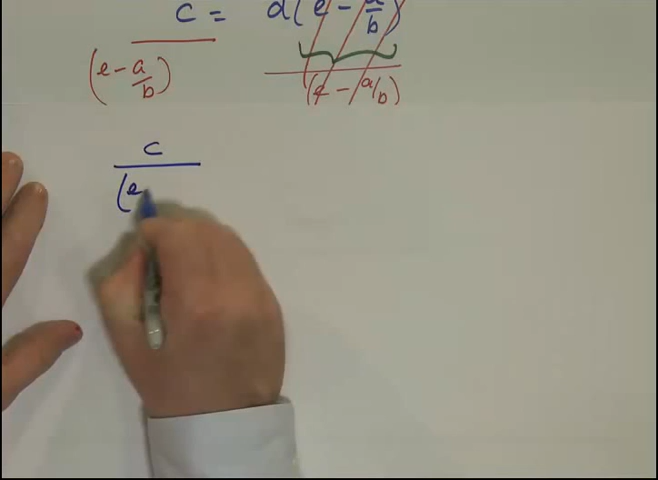 c = d(e - a/b)
(e - a/b) (e - a/b)
c
(e